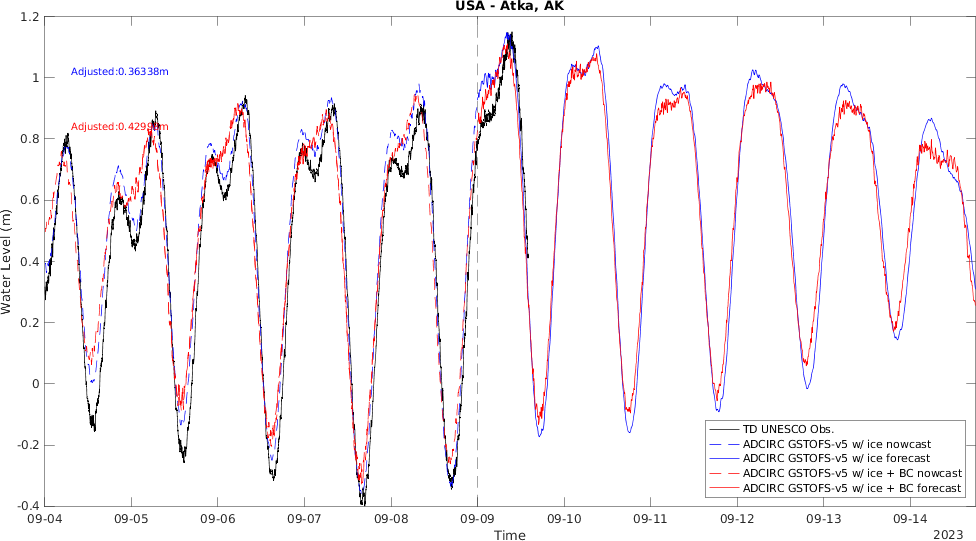 USA - Atka, AK
1.2
1
0.8
0.6
0.4
0.2
0
-0.2
-0.4
Water Level (m)
Adjusted:0.36338m
TD UNESCO Obs.
ADCIRC GSTOFS-v5 w/ ice nowcast
ADCIRC GSTOFS-v5 w/ ice forecast
ADCIRC GSTOFS-v5 w/ ice + BC nowcast
ADCIRC GSTOFS-v5 w/ ice + BC forecast
09-04 09-05 09-06 09-07 09-08 09-09 09-10 09-11 09-12 09-13 09-14
Time
2023